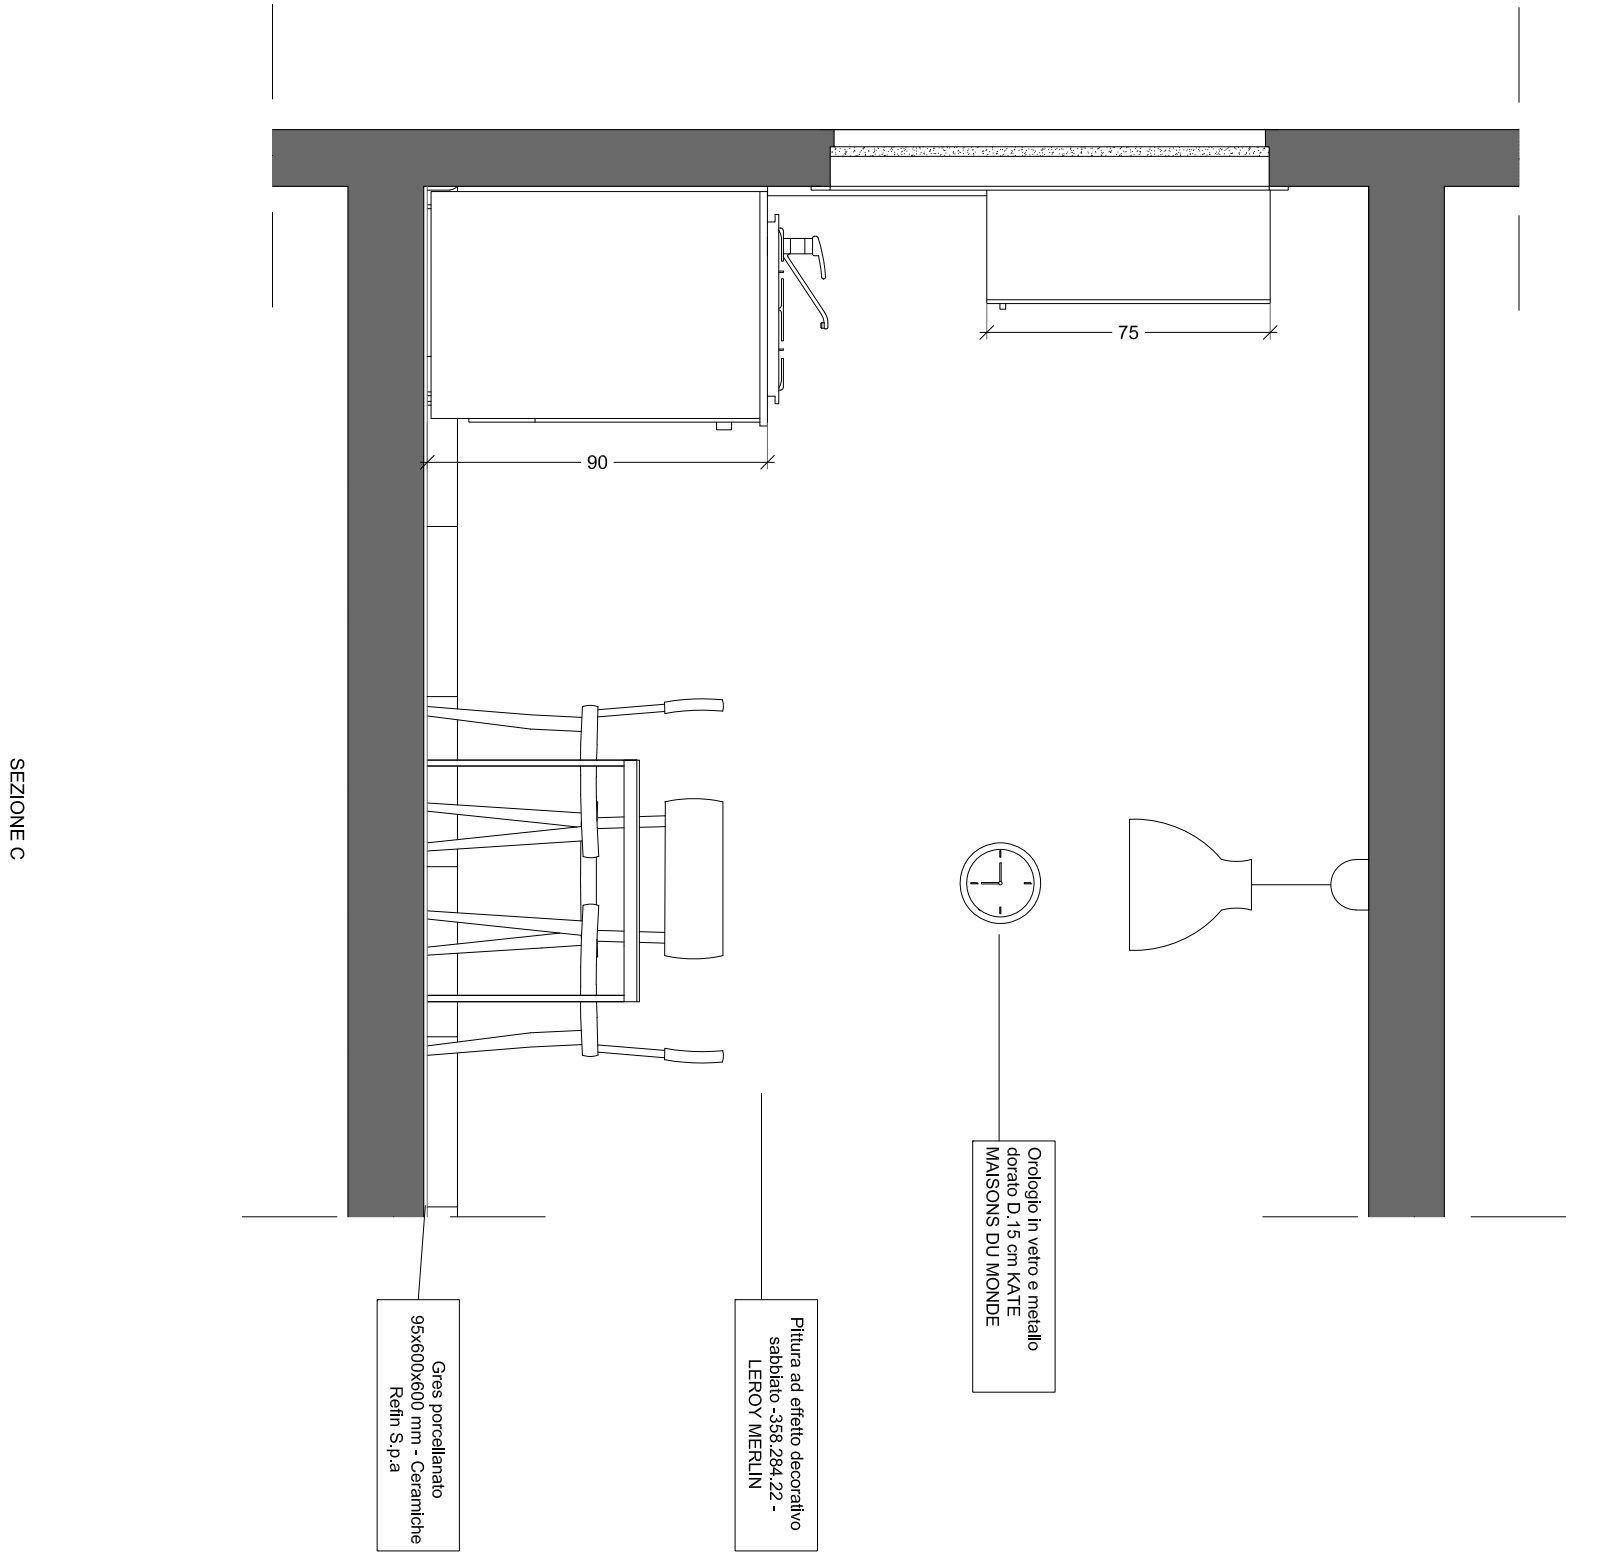 75
90
Orologio in vetro e metallo
dorato D.15 cm KATE
MAISONS DU MONDE
Pittura ad effetto decorativo
sabbiato -358.284.22 -
LEROY MERLIN
Gres porcellanato
95x600x600 mm - Ceramiche
Refin S.p.a
SEZIONE C